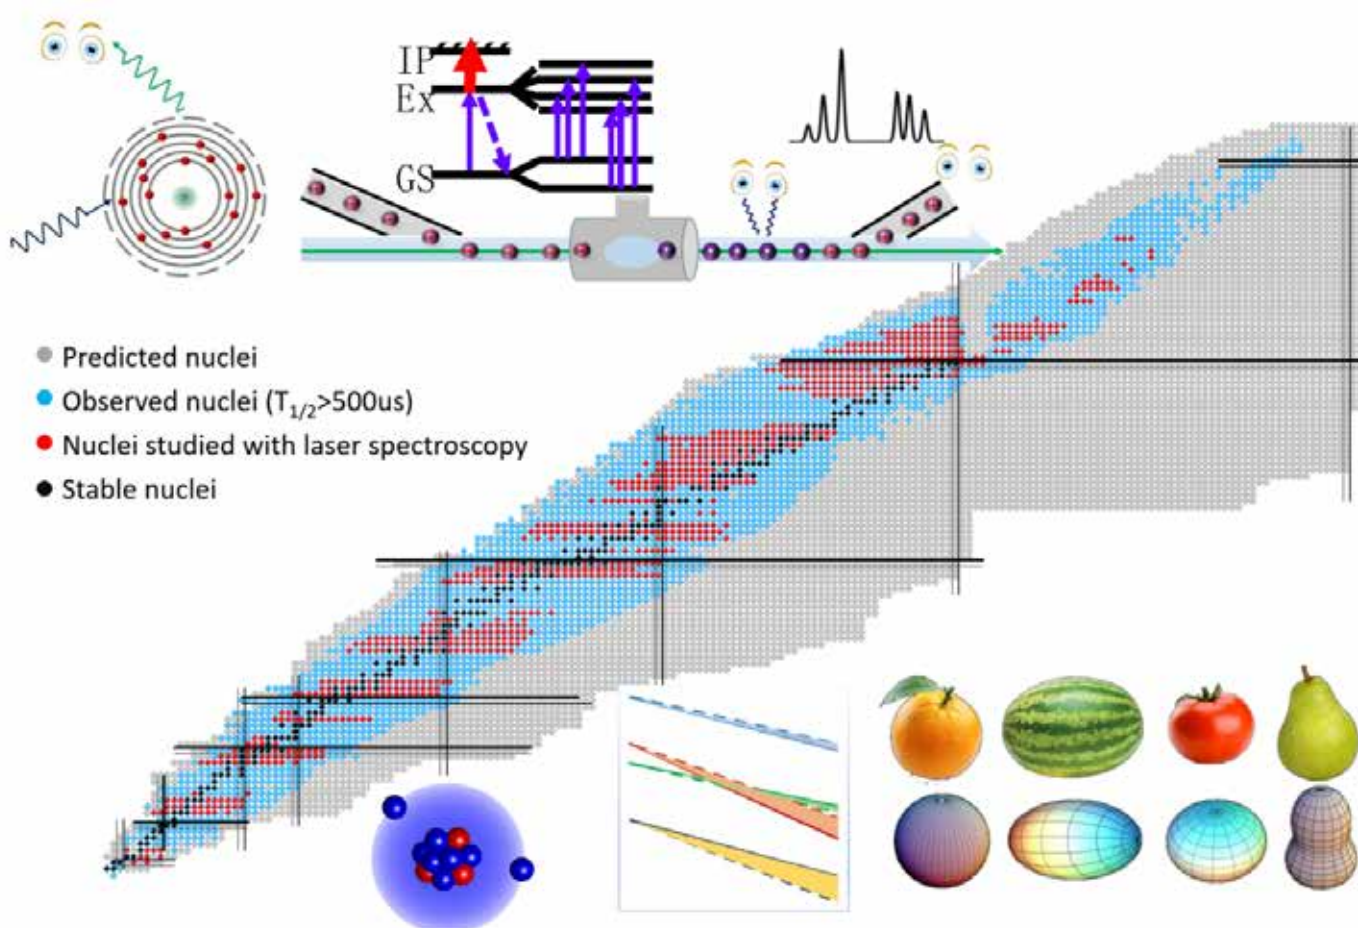 IP
Ex
GS
Predicted nuclei
Observed nuclei (T1/2>500us)
Nuclei studied with laser spectroscopy
Stable nuclei